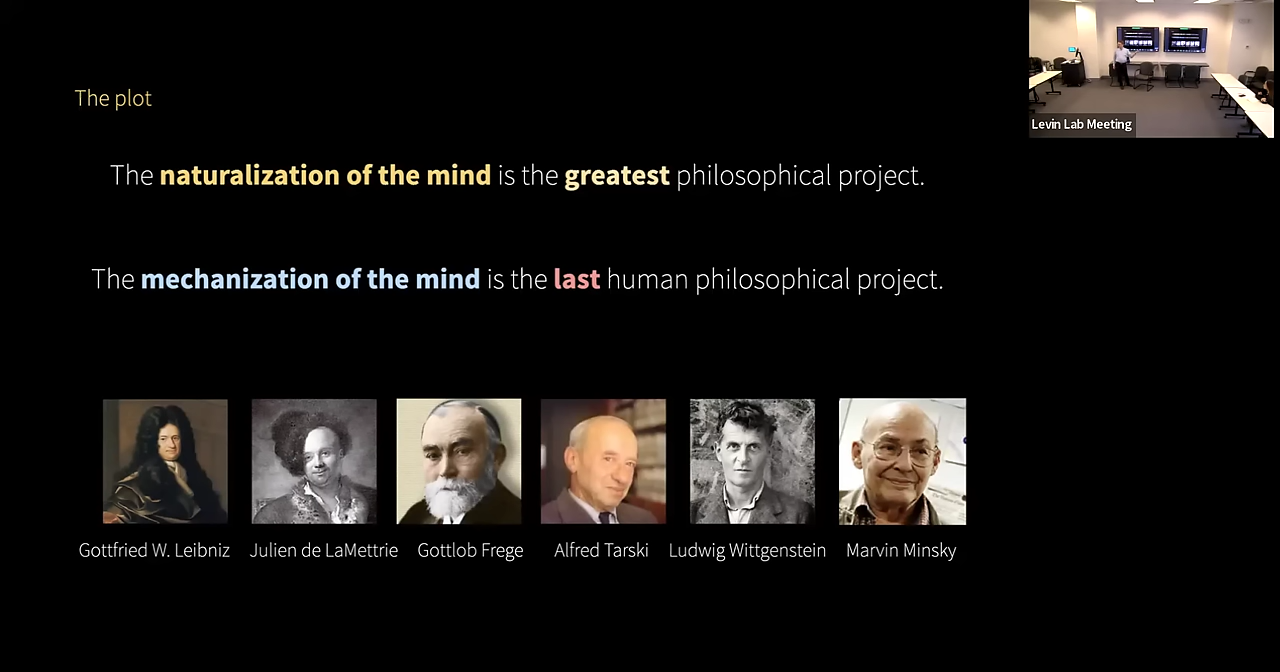 Levin Lab Meeting
The plot
The naturalization of the mind is the greatest philosophical project.
The mechanization of the mind is the last human philosophical project.
Gottfried W. Leibniz
Julien de LaMettrie
Gottlob Frege
Alfred Tarski
Ludwig Wittgenstein
Marvin Minsky